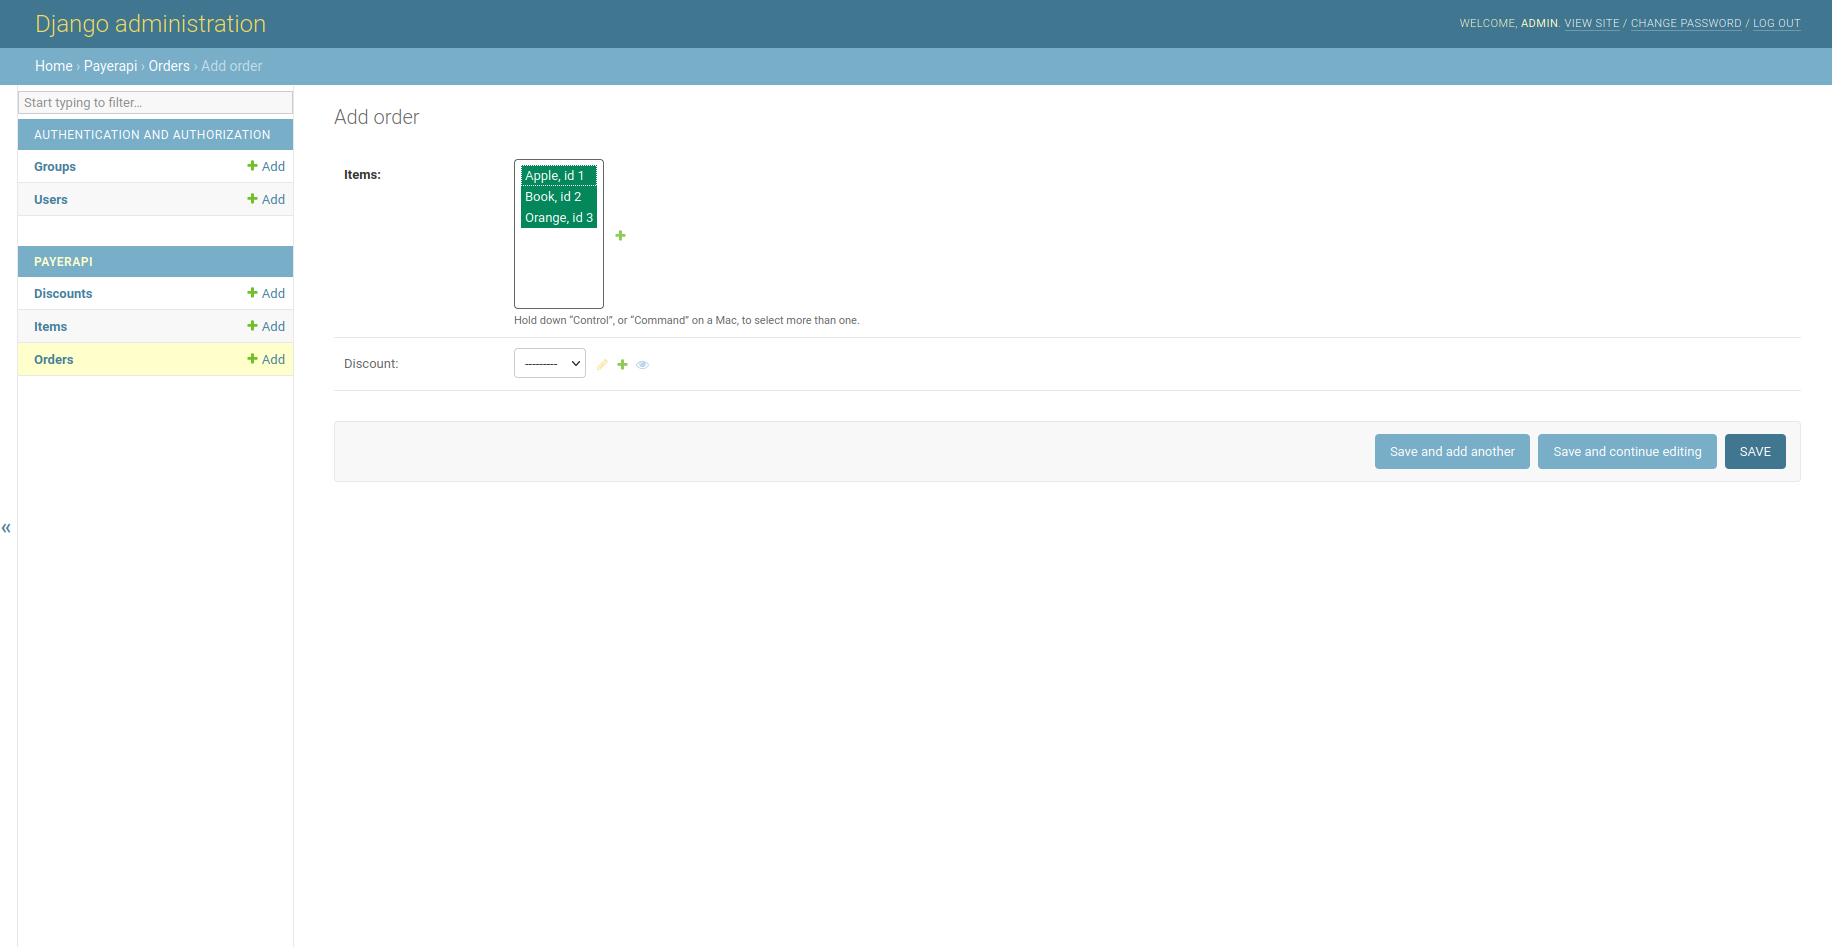 Django administration
WELCOME, ADMIN. VIEW SITE / CHANGE PASSWORD / LOG OUT
Home › Payerapi › Orders › Add order
Start typing to filter...
AUTHENTICATION AND AUTHORIZATION
Groups
Add
Users
Add
PAYERAPI
Discounts
Add
Items
Add
Orders
Add
«
Add order
Items:
Apple, id 1
Book, id 2
Orange, id 3
Hold down “Control”, or “Command” on a Mac, to select more than one.
Discount:
---------
Save and add another
Save and continue editing
SAVE